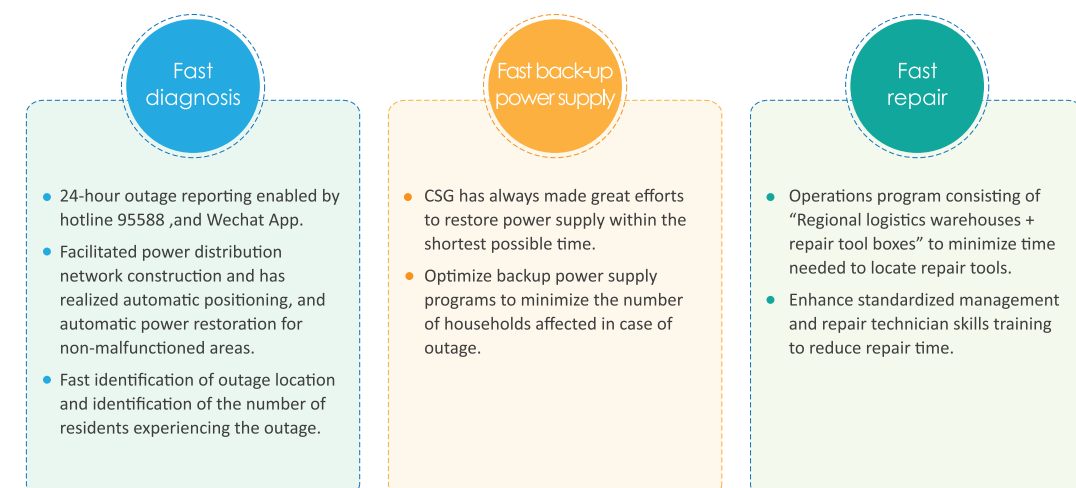 Fast
diagnosis
24-hour outage reporting enabled by
hotline 95588 ,and Wechat App.
Facilitated power distribution
network construction and has
realized automatic positioning, and
automatic power restoration for
non-malfunctioned areas.
Fast identification of outage location
and identification of the number of
residents experiencing the outage.
Fast back-up
power supply
CSG has always made great efforts
to restore power supply within the
shortest possible time.
Optimize backup power supply
programs to minimize the number
of households affected in case of
outage.
Fast
repair
Operations program consisting of
“Regional logistics warehouses +
repair tool boxes” to minimize time
needed to locate repair tools.
Enhance standardized management
and repair technician skills training
to reduce repair time.